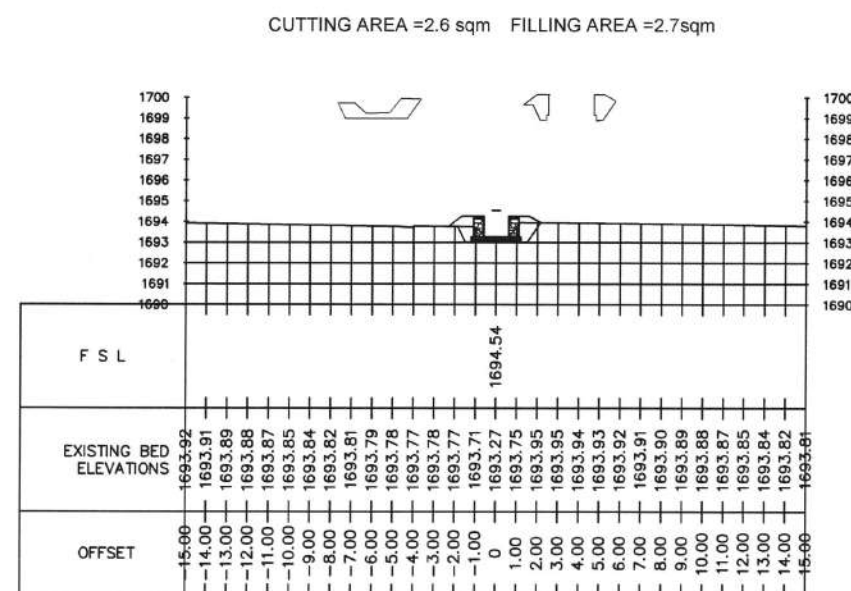 CUTTING AREA =2.6 sqm FILLING AREA =2.7sqm
1700 1700
1699 1699
1698 1698
1697 1697
1696 1696
1695 1695
1694 1694
1693 1693
1692 1692
1691 1691
1690 1690
F S L 1694.54
EXISTING BED ELEVATIONS 1693.92 1693.91 1693.89 1693.88 1693.87 1693.85 1693.84 1693.82 1693.81 1693.79 1693.78 1693.77 1693.78 1693.77 1693.71 1693.27 1693.75 1693.95 1693.95 1693.94 1693.93 1693.92 1693.91 1693.90 1693.89 1693.88 1693.87 1693.85 1693.84 1693.82 1693.81
OFFSET -15.00 -14.00 -13.00 -12.00 -11.00 -10.00 -9.00 -8.00 -7.00 -6.00 -5.00 -4.00 -3.00 -2.00 -1.00 0 1.00 2.00 3.00 4.00 5.00 6.00 7.00 8.00 9.00 10.00 11.00 12.00 13.00 14.00 15.00